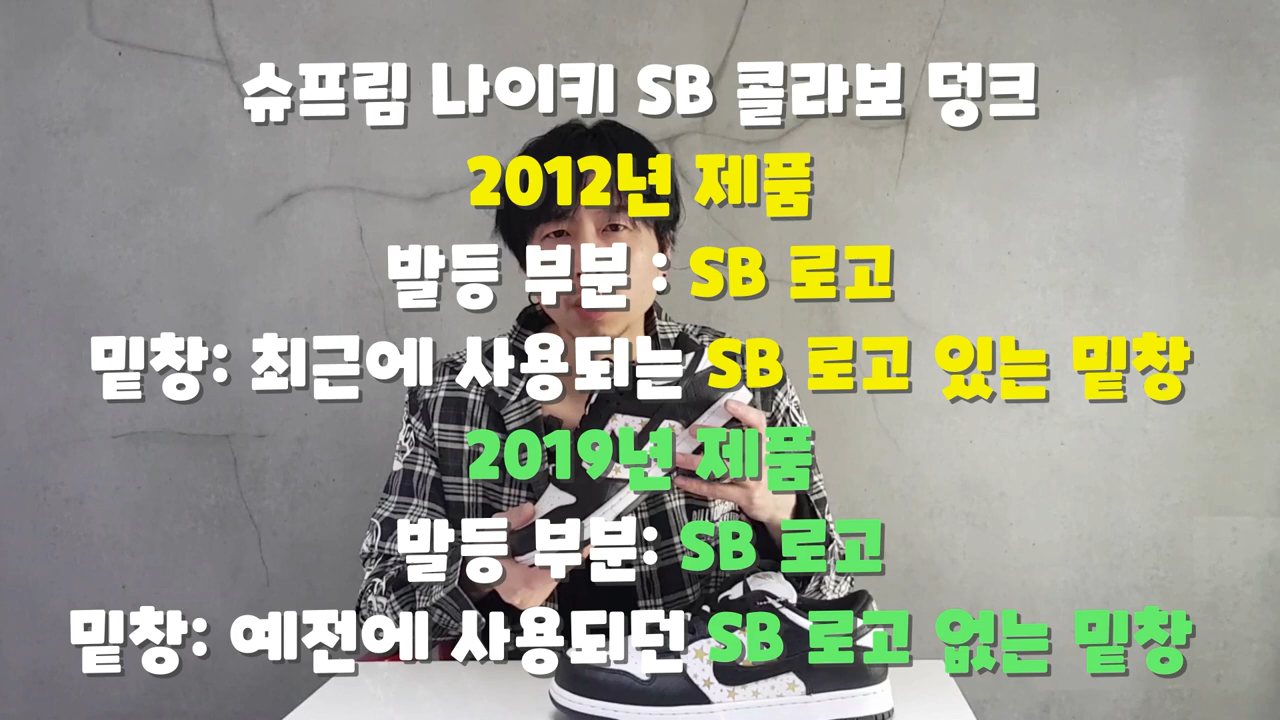 슈프림 나이키 SB 콜라보 덩크
2012년 제품
발등 부분 : SB 로고
밑창: 최근에 사용되는 SB 로고 있는 밑창
2019년 제품
발등 부분: SB 로고
밑창: 예전에 사용되던 SB 로고 없는 밑창